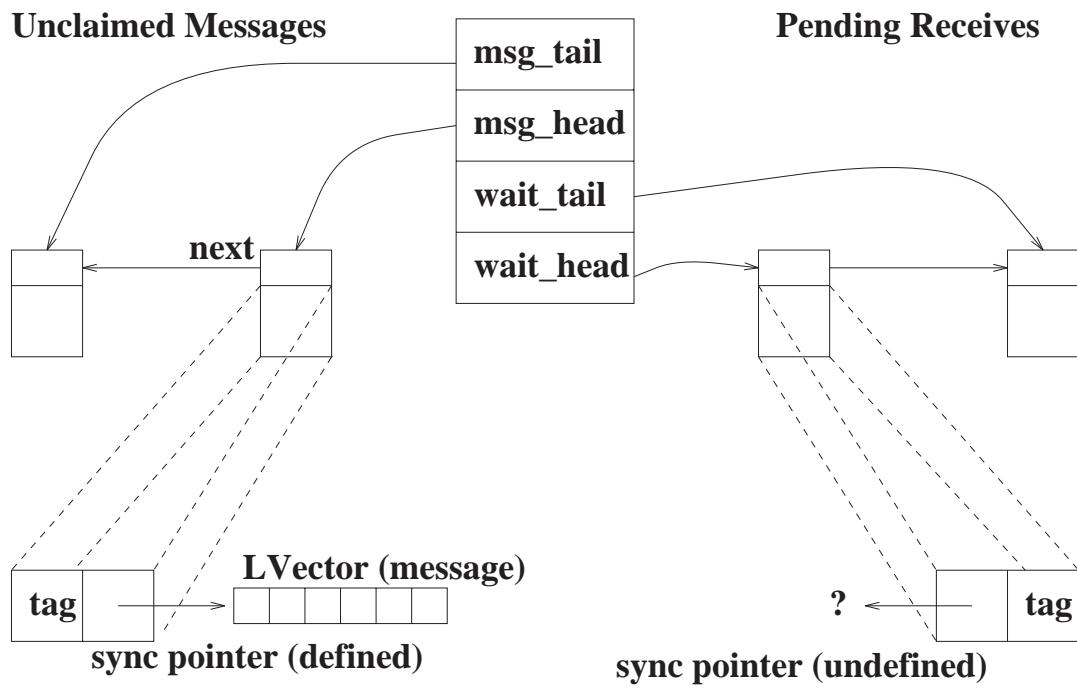 Unclaimed Messages
Pending Receives
msg_tail
msg_head
wait_tail
wait_head
next
LVector (message)
tag
sync pointer (defined)
?
tag
sync pointer (undefined)